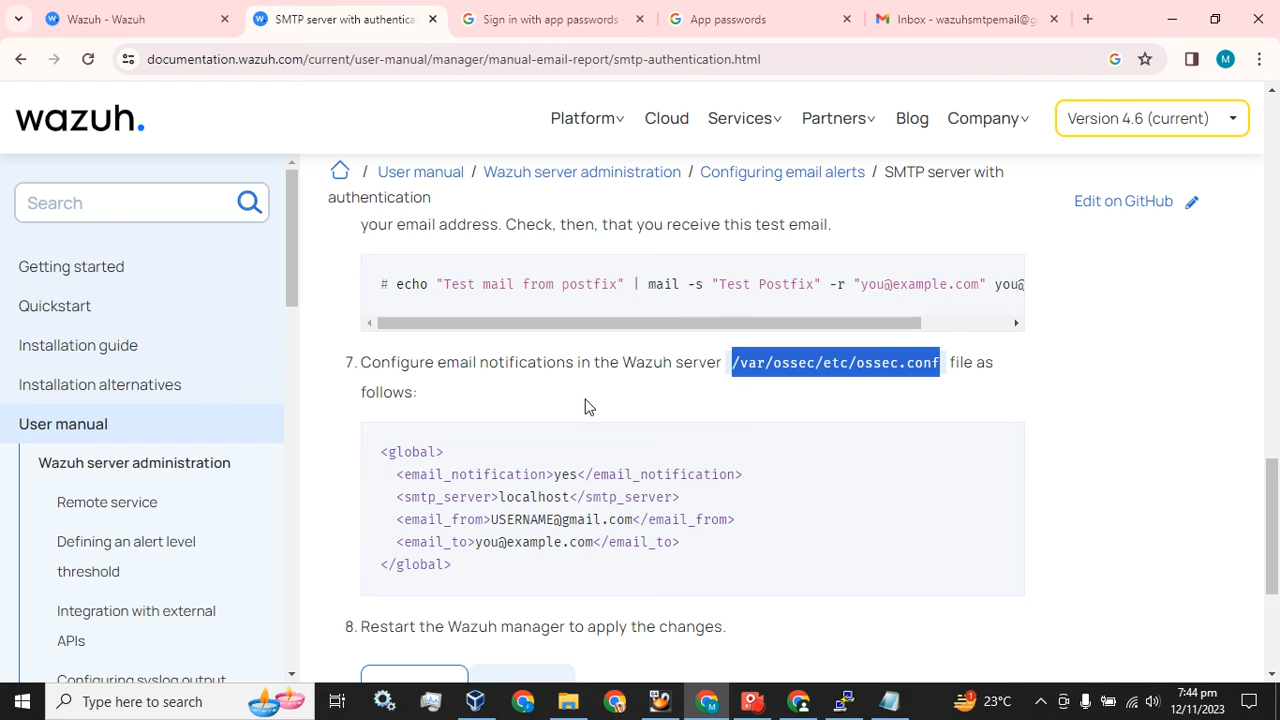 Wazuh - Wazuh
SMTP server with authentica
Sign in with app passwords
App passwords
Inbox - wazuhsmtpemail@g
documentation.wazuh.com/current/user-manual/manager/manual-email-report/smtp-authentication.html
M
wazuh.
Platform
Cloud
Services
Partners
Blog
Company
Version 4.6 (current)
Search
Getting started
Quickstart
Installation guide
Installation alternatives
User manual
Wazuh server administration
Remote service
Defining an alert level
threshold
Integration with external
APIs
Configuring syslog output
/ User manual / Wazuh server administration / Configuring email alerts / SMTP server with
authentication
Edit on GitHub
your email address. Check, then, that you receive this test email.
# echo "Test mail from postfix" | mail -s "Test Postfix" -r "you@example.com" you@
7. Configure email notifications in the Wazuh server /var/ossec/etc/ossec.conf file as
follows:
<global>
<email_notification>yes</email_notification>
<smtp_server>localhost</smtp_server>
<email_from>USERNAME@gmail.com</email_from>
<email_to>you@example.com</email_to>
</global>
8. Restart the Wazuh manager to apply the changes.
Type here to search
23°C
7:44 pm
12/11/2023